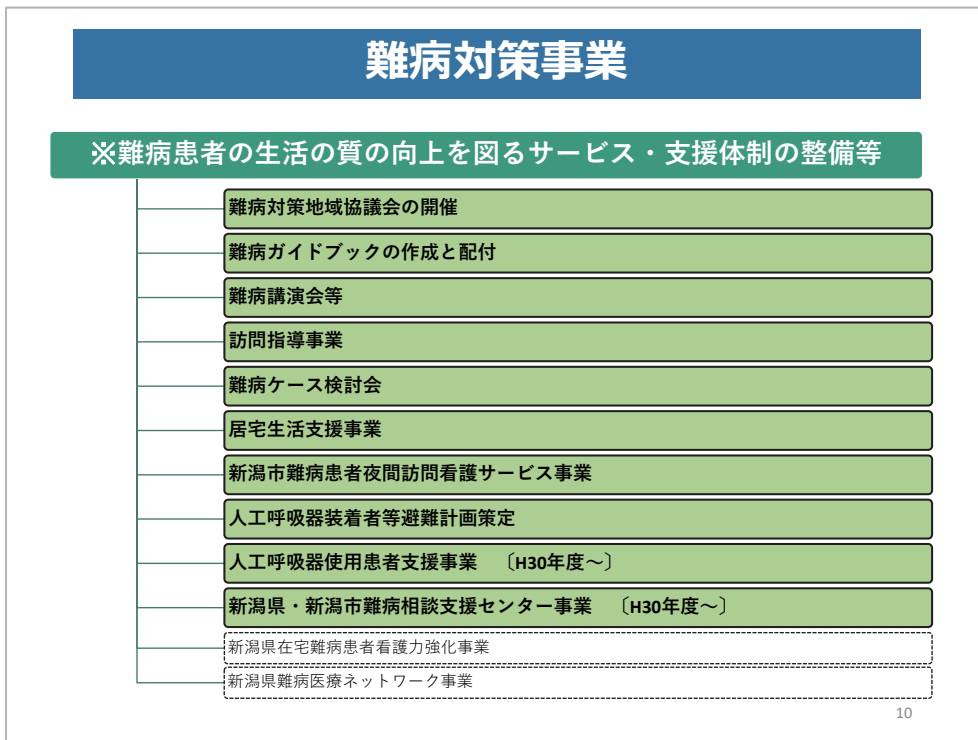 難病対策事業
※難病患者の生活の質の向上を図るサービス・支援体制の整備等
難病対策地域協議会の開催
難病ガイドブックの作成と配付
難病講演会等
訪問指導事業
難病ケース検討会
居宅生活支援事業
新潟市難病患者夜間訪問看護サービス事業
人工呼吸器装着者等避難計画策定
人工呼吸器使用患者支援事業　〔H30年度～〕
新潟県・新潟市難病相談支援センター事業　〔H30年度～〕
新潟県在宅難病患者看護力強化事業
新潟県難病医療ネットワーク事業
10